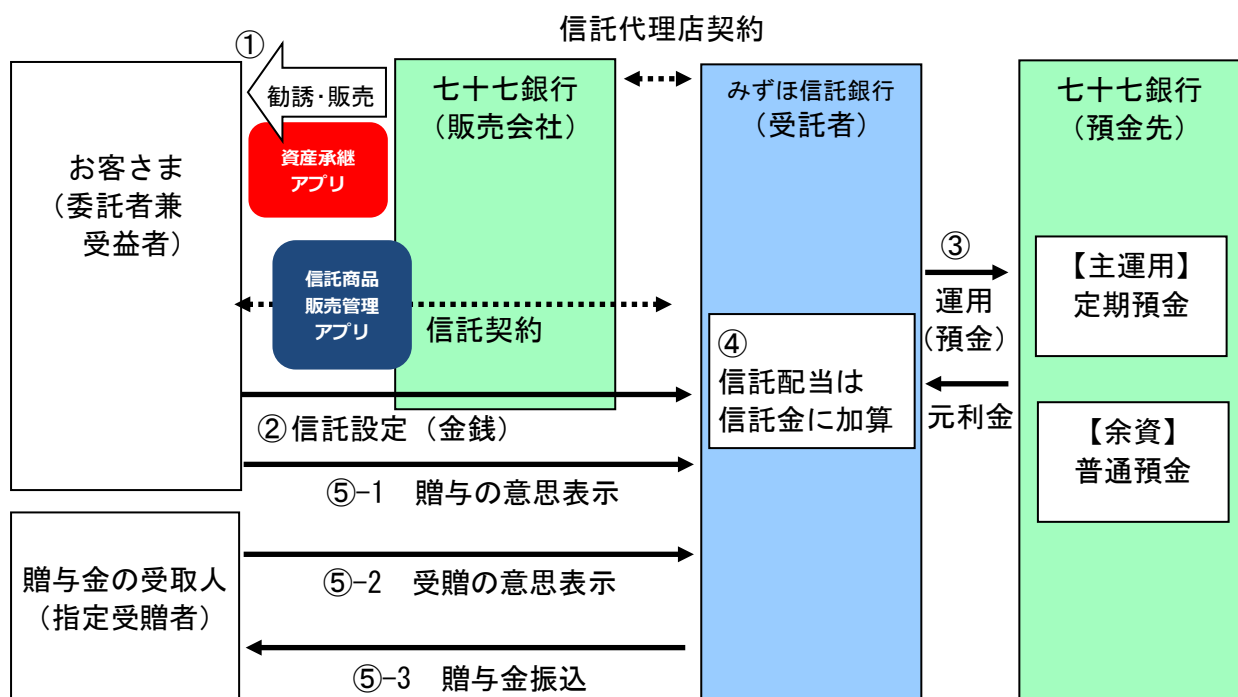 信託代理店契約
①
勧誘・販売
七十七銀行
（販売会社）
みずほ信託銀行
（受託者）
七十七銀行
（預金先）
お客さま
（委託者兼
受益者）
資産承継
アプリ
信託商品
販売管理
アプリ
信託契約
③
運用
（預金）
【主運用】
定期預金
④
信託配当は
信託金に加算
元利金
【余資】
普通預金
②信託設定（金銭）
⑤-1　贈与の意思表示
贈与金の受取人
（指定受贈者）
⑤-2　受贈の意思表示
⑤-3　贈与金振込